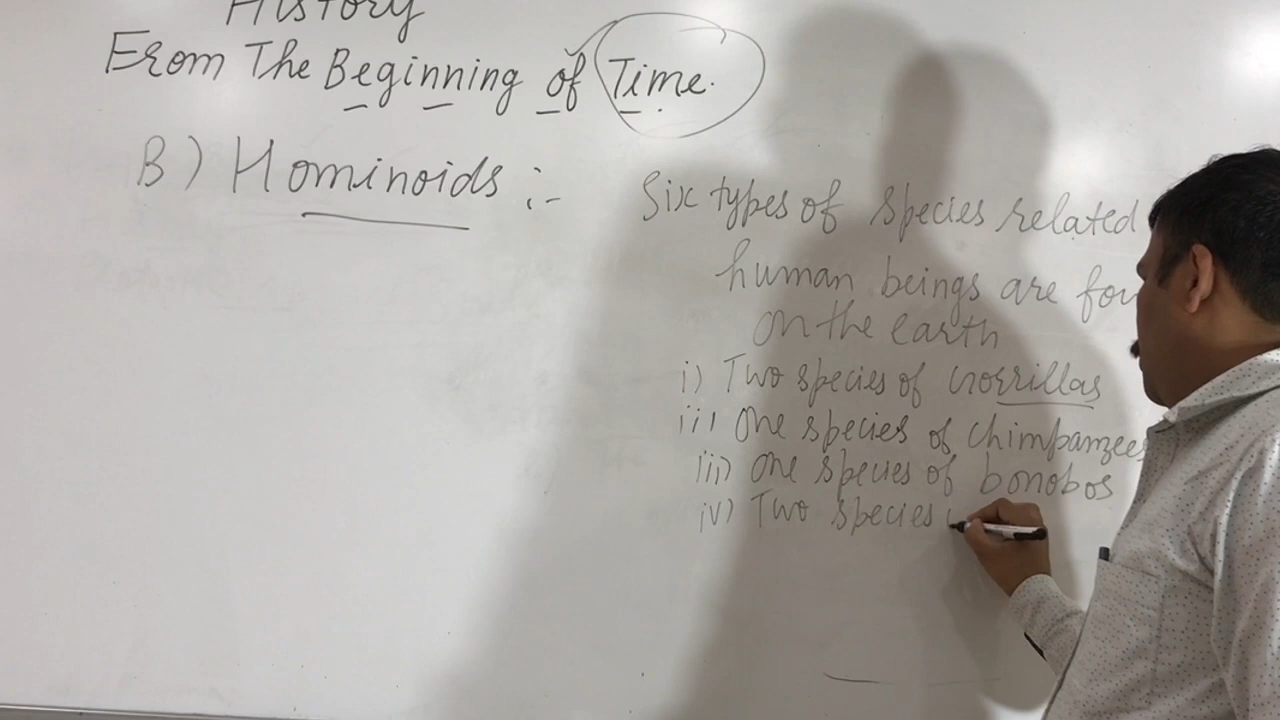 History
From The Beginning of Time.
B) Hominoids :-
Six types of species related
human beings are fou
on the earth
i) Two species of Gorrillas
ii) One species of chimpanzees
iii) one species of bonobos
iv) Two species